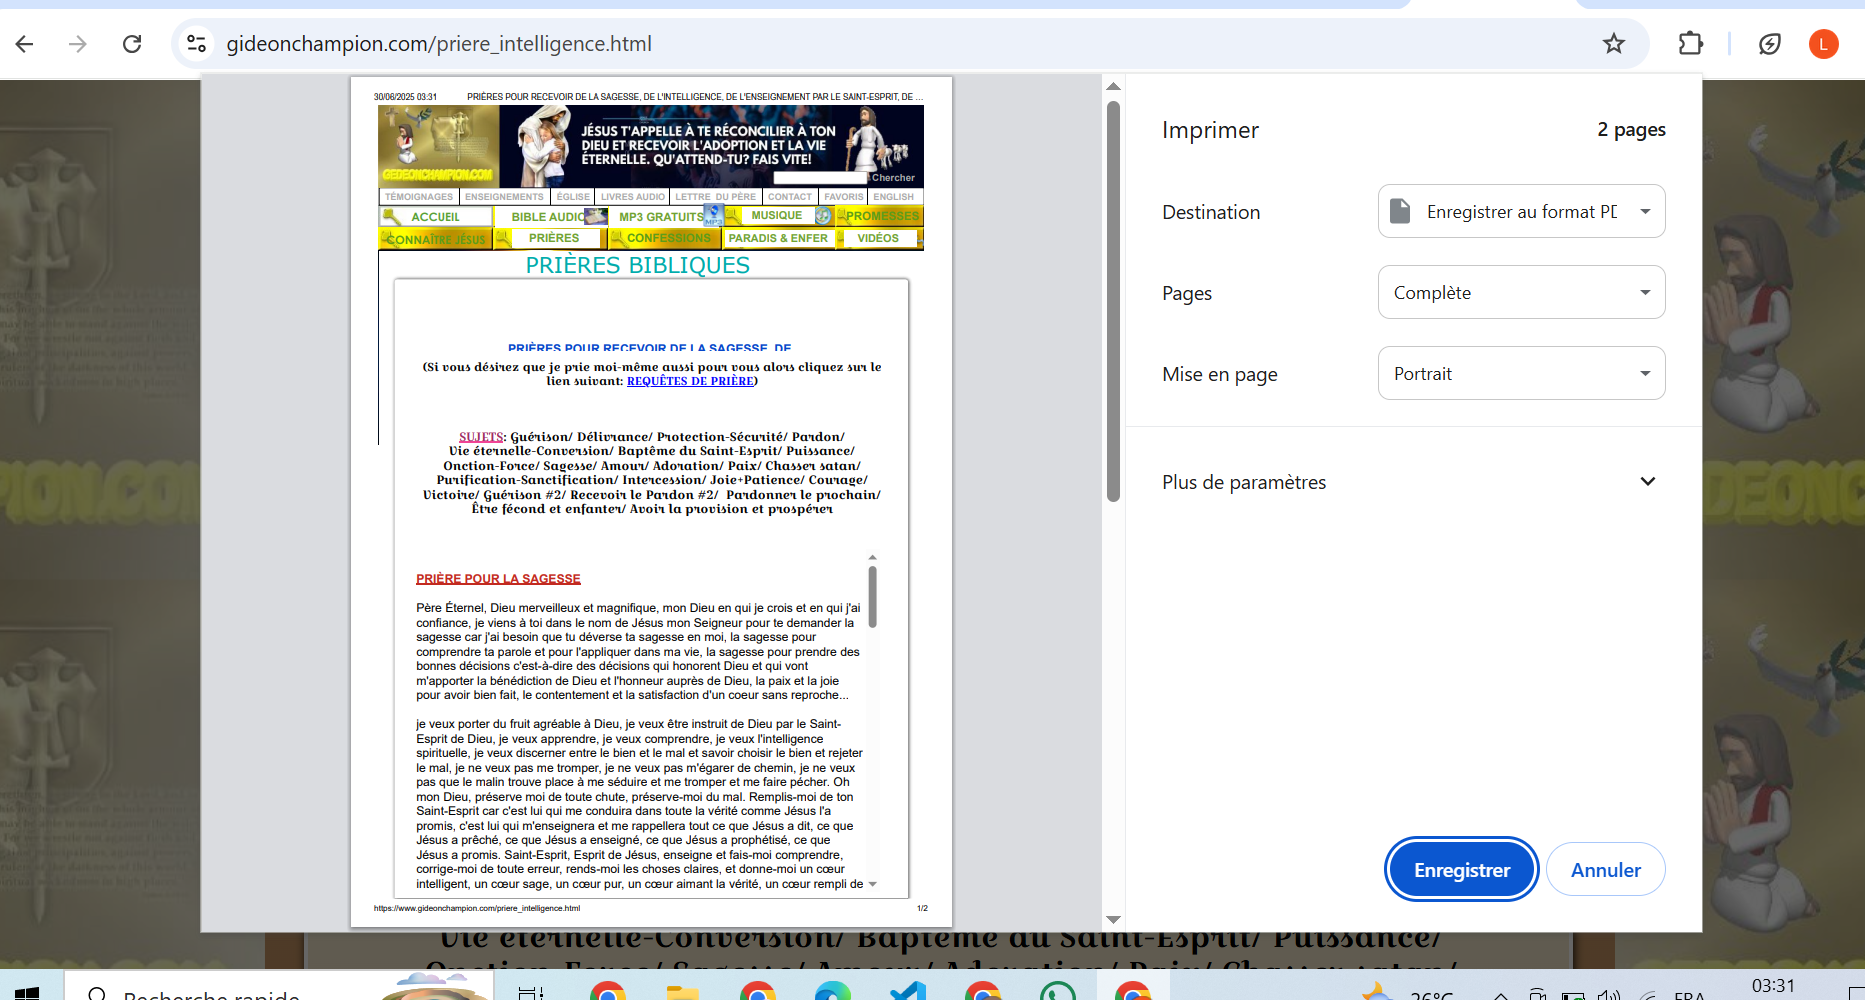 gideonchampion.com/priere_intelligence.html
L
30/06/2025 03:31
PRIÈRES POUR RECEVOIR DE LA SAGESSE, DE L'INTELLIGENCE, DE L'ENSEIGNEMENT PAR LE SAINT-ESPRIT, DE ...
JÉSUS T'APPELLE À TE RÉCONCILIER À TON
DIEU ET RECEVOIR L'ADOPTION ET LA VIE
ÉTERNELLE. QU'ATTEND-TU? FAIS VITE!
GEDEONCHAMPION.COM
Chercher
TÉMOIGNAGES ENSEIGNEMENTS ÉGLISE LIVRES AUDIO LETTRE DU PÈRE CONTACT FAVORIS ENGLISH
ACCUEIL BIBLE AUDIO MP3 GRATUITS MP3 MUSIQUE PROMESSES
CONNAÎTRE JÉSUS PRIÈRES CONFESSIONS PARADIS & ENFER VIDÉOS
PRIÈRES BIBLIQUES
PRIÈRES POUR RECEVOIR DE LA SAGESSE, DE
(Si vous désirez que je prie moi-même aussi pour vous alors cliquez sur le
lien suivant: REQUÊTES DE PRIÈRE)
SUJETS: Guérison/ Délivrance/ Protection-Sécurité/ Pardon/
Vie éternelle-Conversion/ Baptême du Saint-Esprit/ Puissance/
Onction-Force/ Sagesse/ Amour/ Adoration/ Paix/ Chasser satan/
Purification-Sanctification/ Intercession/ Joie+Patience/ Courage/
Victoire/ Guérison #2/ Recevoir le Pardon #2/ Pardonner le prochain/
Être fécond et enfanter/ Avoir la provision et prospérer
PRIÈRE POUR LA SAGESSE
Père Éternel, Dieu merveilleux et magnifique, mon Dieu en qui je crois et en qui j'ai
confiance, je viens à toi dans le nom de Jésus mon Seigneur pour te demander la
sagesse car j'ai besoin que tu déverse ta sagesse en moi, la sagesse pour
comprendre ta parole et pour l'appliquer dans ma vie, la sagesse pour prendre des
bonnes décisions c'est-à-dire des décisions qui honorent Dieu et qui vont
m'apporter la bénédiction de Dieu et l'honneur auprès de Dieu, la paix et la joie
pour avoir bien fait, le contentement et la satisfaction d'un coeur sans reproche...
je veux porter du fruit agréable à Dieu, je veux être instruit de Dieu par le Saint-
Esprit de Dieu, je veux apprendre, je veux comprendre, je veux l'intelligence
spirituelle, je veux discerner entre le bien et le mal et savoir choisir le bien et rejeter
le mal, je ne veux pas me tromper, je ne veux pas m'égarer de chemin, je ne veux
pas que le malin trouve place à me séduire et me tromper et me faire pécher. Oh
mon Dieu, préserve moi de toute chute, préserve-moi du mal. Remplis-moi de ton
Saint-Esprit car c'est lui qui me conduira dans toute la vérité comme Jésus l'a
promis, c'est lui qui m'enseignera et me rappellera tout ce que Jésus a dit, ce que
Jésus a prêché, ce que Jésus a enseigné, ce que Jésus a prophétisé, ce que
Jésus a promis. Saint-Esprit, Esprit de Jésus, enseigne et fais-moi comprendre,
corrige-moi de toute erreur, rends-moi les choses claires, et donne-moi un cœur
intelligent, un cœur sage, un cœur pur, un cœur aimant la vérité, un cœur rempli de
https://www.gideonchampion.com/priere_intelligence.html
1/2
Imprimer
2 pages
Destination
Enregistrer au format PD
Pages
Complète
Mise en page
Portrait
Plus de paramètres
Enregistrer
Annuler
Vie éternelle-Conversion/ Baptême du Saint-Esprit/ Puissance/
Onction-Force/ Sagesse/ Amour/ Adoration/ Paix/ Chasser satan/
Recherche rapide
26°C
FRA
03:31